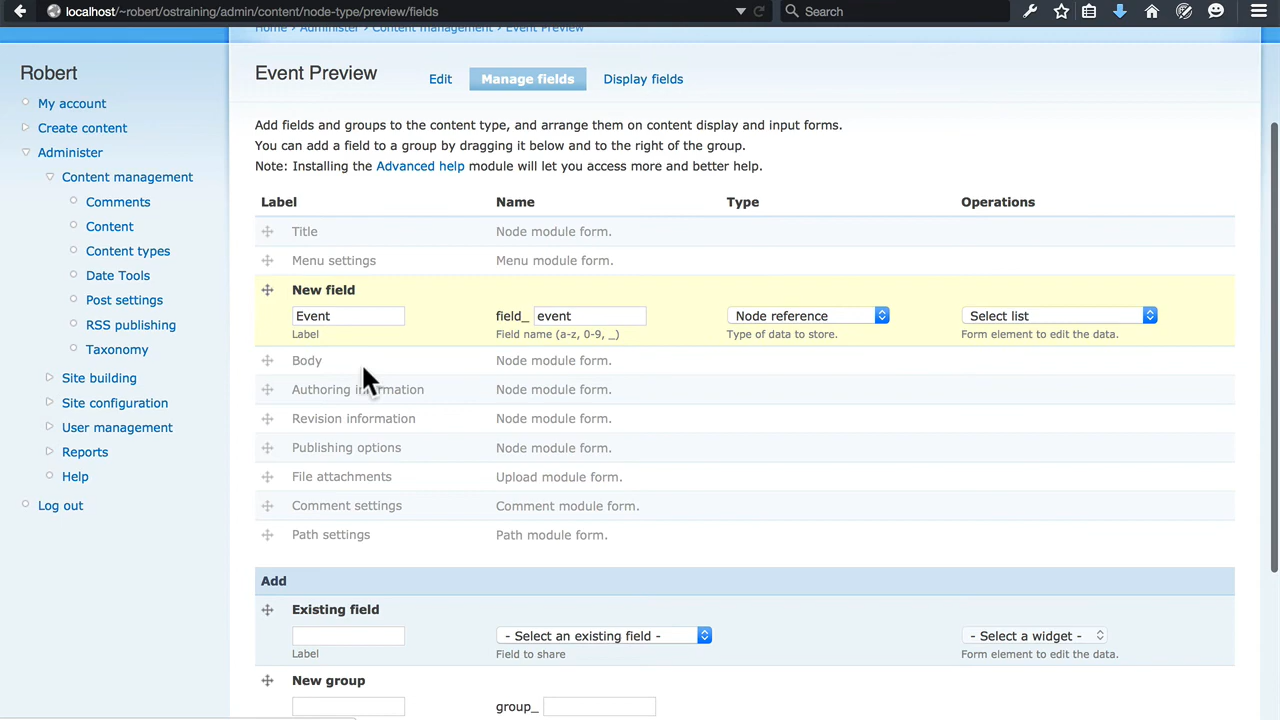 localhost/~robert/ostraining/admin/content/node-type/preview/fields
Search
Home › Administer › Content management › Event Preview
Robert
My account
Create content
Administer
Content management
Comments
Content
Content types
Date Tools
Post settings
RSS publishing
Taxonomy
Site building
Site configuration
User management
Reports
Help
Log out
Event Preview
Edit
Manage fields
Display fields
Add fields and groups to the content type, and arrange them on content display and input forms.
You can add a field to a group by dragging it below and to the right of the group.
Note: Installing the Advanced help module will let you access more and better help.
Label Name Type Operations
Title Node module form.
Menu settings Menu module form.
New field
Event field_ event Node reference Select list
Label Field name (a-z, 0-9, _) Type of data to store. Form element to edit the data.
Body Node module form.
Authoring information Node module form.
Revision information Node module form.
Publishing options Node module form.
File attachments Upload module form.
Comment settings Comment module form.
Path settings Path module form.
Add
Existing field
- Select an existing field - - Select a widget -
Label Field to share Form element to edit the data.
New group
group_